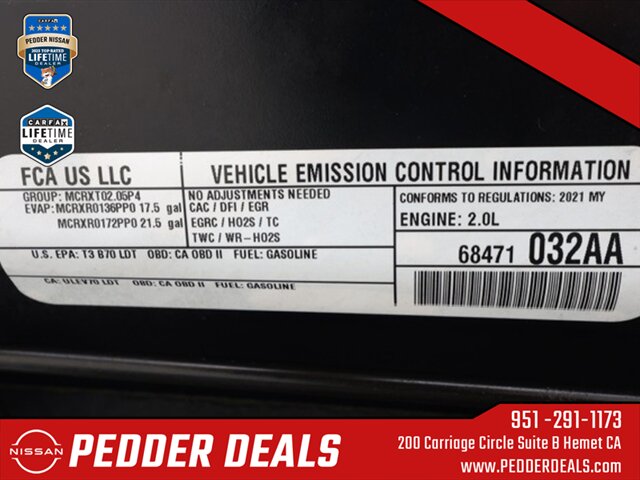 CARFAX
PEDDER NISSAN
2023 TOP-RATED
LIFETIME
DEALER
CARFAX
LIFETIME
DEALER
FCA US LLC
VEHICLE EMISSION CONTROL INFORMATION
GROUP: MCRXT02.05P4
EVAP: MCRXR0136PP0 17.5 gal
MCRXR0172PP0 21.5 gal
NO ADJUSTMENTS NEEDED
CAC / DFI / EGR
EGRC / HO2S / TC
TWC / WR-HO2S
CONFORMS TO REGULATIONS: 2021 MY
ENGINE: 2.0L
68471 032AA
U.S. EPA: T3 B70 LDT OBD: CA OBD II FUEL: GASOLINE
CA: ULEV70 LDT OBD: CA OBD II FUEL: GASOLINE
NISSAN
PEDDER DEALS
951 -291-1173
200 Carriage Circle Suite B Hemet CA
www.PEDDERDEALS.com